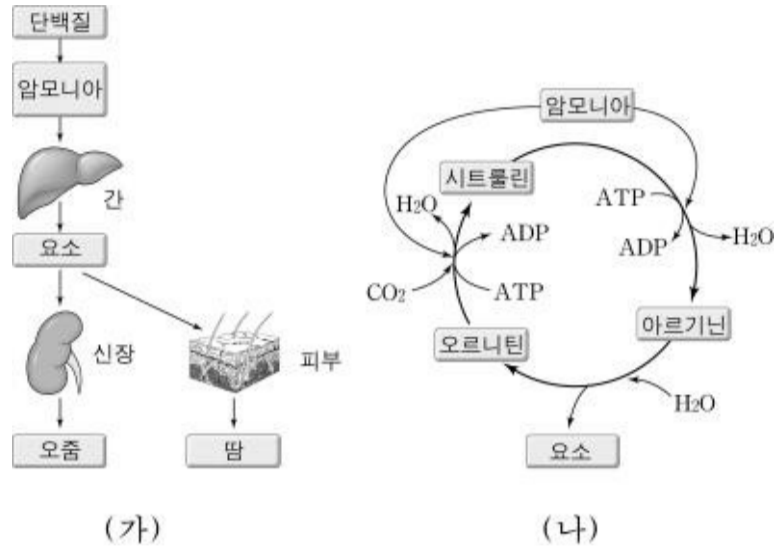 단백질
암모니아
간
요소
신장
피부
오줌
땀
(가)
암모니아
시트룰린
H₂O
ADP
CO₂
ATP
오르니틴
ATP
ADP
H₂O
아르기닌
H₂O
요소
(나)